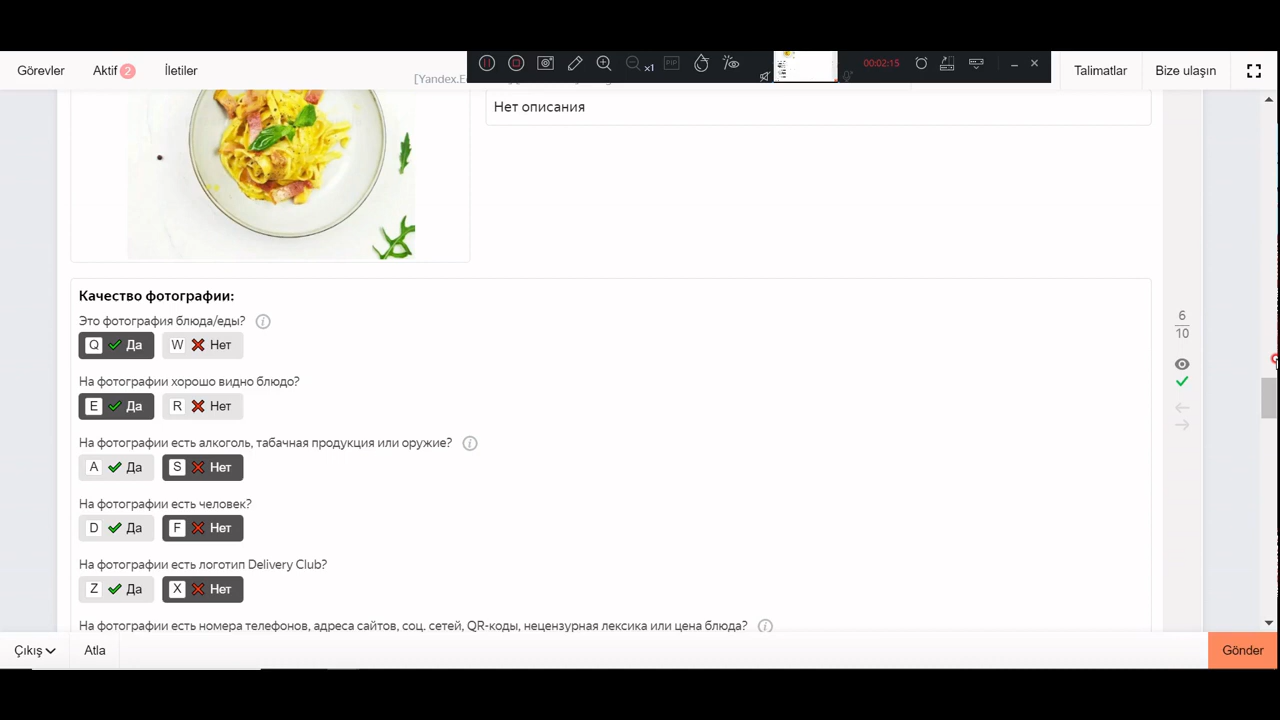 Görevler Aktif 2 İletiler
[Yandex.E
x1 PIP 00:02:15
Talimatlar Bize ulaşın
Нет описания
Качество фотографии:
Это фотография блюда/еды?
Q Да W Нет
На фотографии хорошо видно блюдо?
E Да R Нет
На фотографии есть алкоголь, табачная продукция или оружие?
A Да S Нет
На фотографии есть человек?
D Да F Нет
На фотографии есть логотип Delivery Club?
Z Да X Нет
На фотографии есть номера телефонов, адреса сайтов, соц. сетей, QR-коды, нецензурная лексика или цена блюда?
6
10
Çıkış Atla Gönder